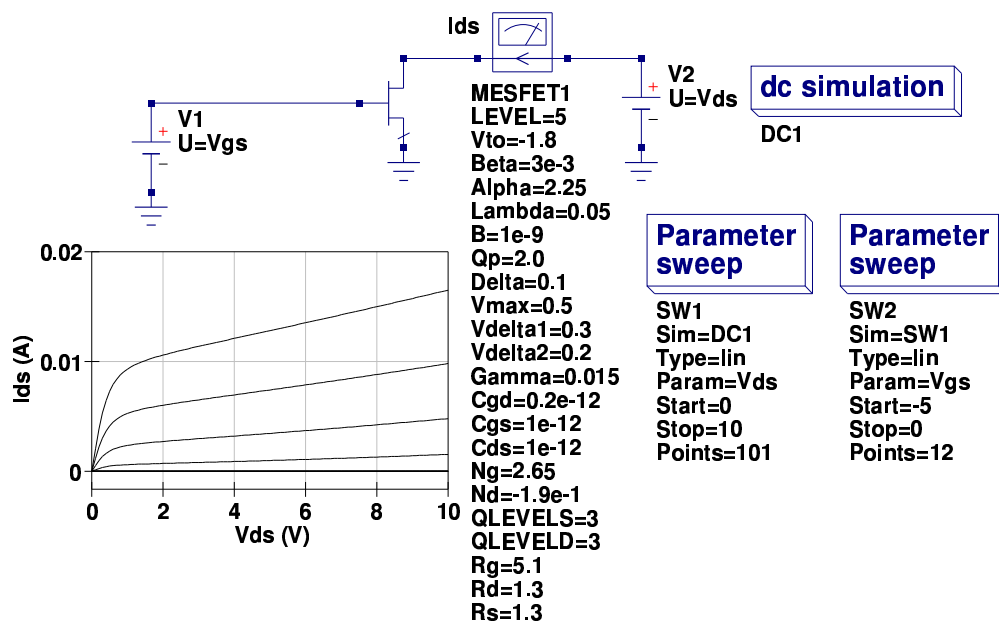 Ids
V1
U=Vgs
MESFET1
LEVEL=5
Vto=-1.8
Beta=3e-3
Alpha=2.25
Lambda=0.05
B=1e-9
Qp=2.0
Delta=0.1
Vmax=0.5
Vdelta1=0.3
Vdelta2=0.2
Gamma=0.015
Cgd=0.2e-12
Cgs=1e-12
Cds=1e-12
Ng=2.65
Nd=-1.9e-1
QLEVELS=3
QLEVELD=3
Rg=5.1
Rd=1.3
Rs=1.3
V2
U=Vds
dc simulation
DC1
Parameter
sweep
SW1
Sim=DC1
Type=lin
Param=Vds
Start=0
Stop=10
Points=101
Parameter
sweep
SW2
Sim=SW1
Type=lin
Param=Vgs
Start=-5
Stop=0
Points=12
0.02
0.01
0
Ids (A)
0 2 4 6 8 10
Vds (V)